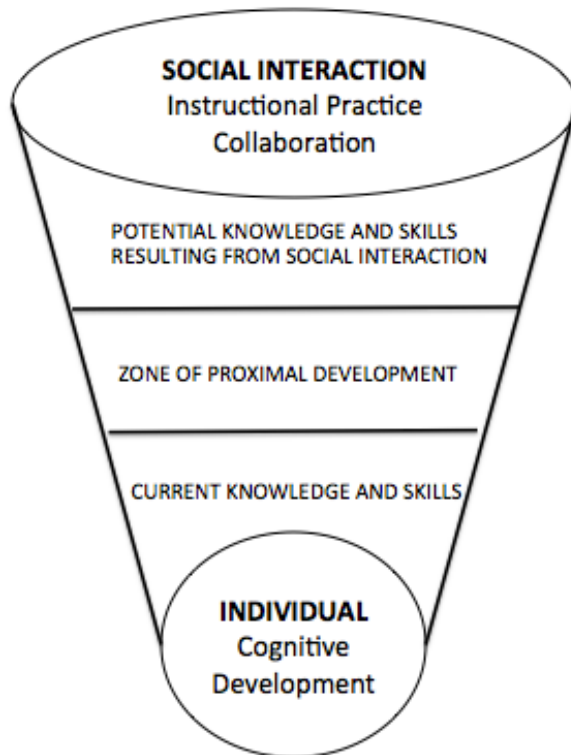 SOCIAL INTERACTION
Instructional Practice
Collaboration
POTENTIAL KNOWLEDGE AND SKILLS
RESULTING FROM SOCIAL INTERACTION
ZONE OF PROXIMAL DEVELOPMENT
CURRENT KNOWLEDGE AND SKILLS
INDIVIDUAL
Cognitive
Development